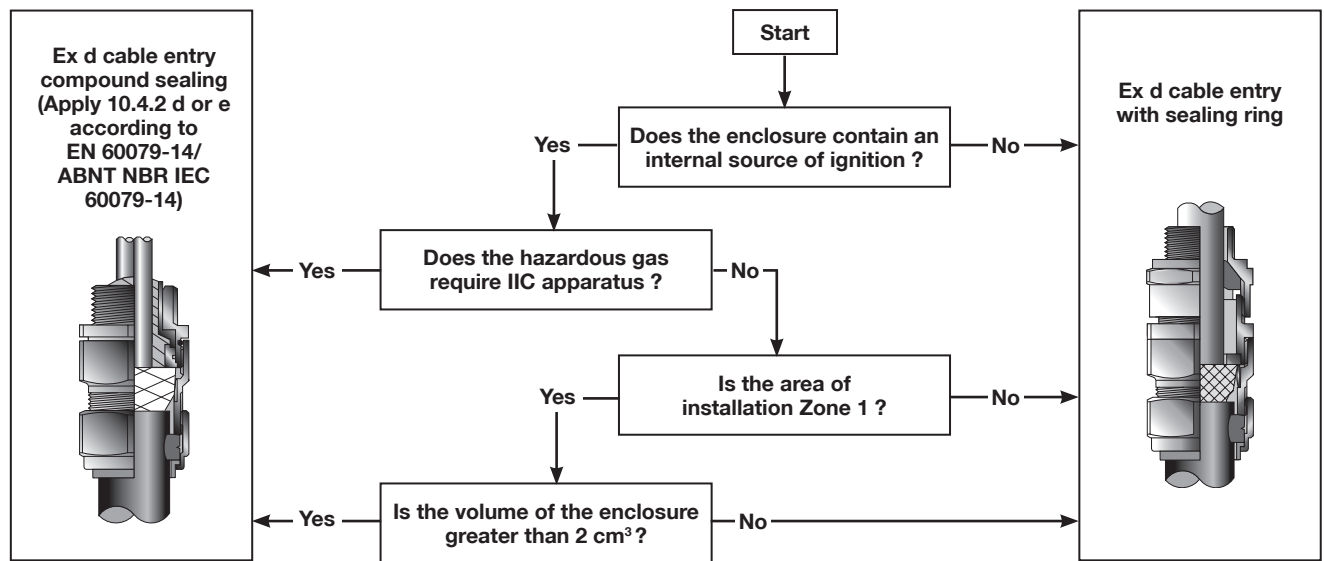 Ex d cable entry
compound sealing
(Apply 10.4.2 d or e
according to
EN 60079-14/
ABNT NBR IEC
60079-14)
Start
Does the enclosure contain an
internal source of ignition ?
Yes
No
Ex d cable entry
with sealing ring
Does the hazardous gas
require IIC apparatus ?
Yes
No
Is the area of
installation Zone 1 ?
Yes
No
Is the volume of the enclosure
greater than 2 cm³ ?
Yes
No